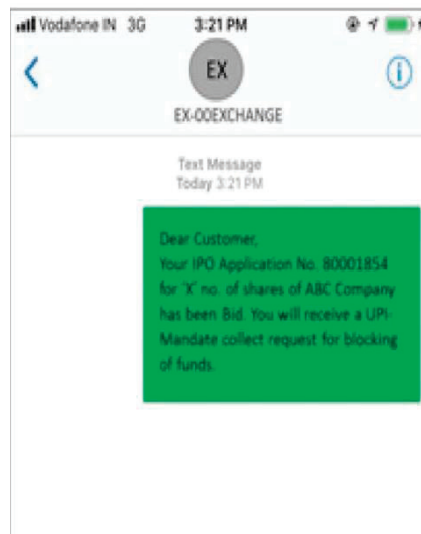 Vodafone IN 3G 3:21 PM
EX
EX-00EXCHANGE
Text Message
Today 3:21 PM
Dear Customer,
Your IPO Application No. 80001854
for 'X' no. of shares of ABC Company
has been Bid. You will receive a UPI-
Mandate collect request for blocking
of funds.